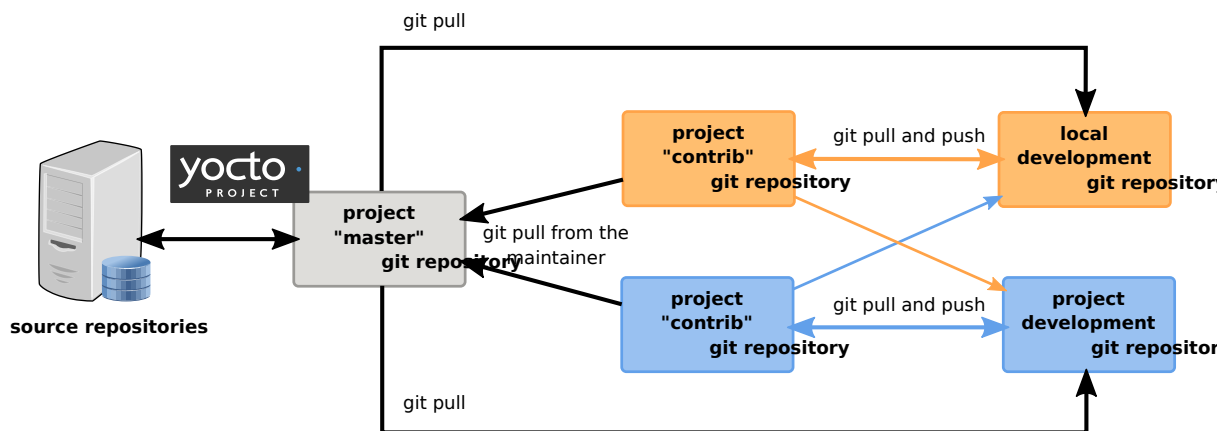 git pull
project
"contrib"
git repository
git pull and push
local
development
git repository
yocto
PROJECT
project
"master"
git repository
git pull from the
maintainer
project
"contrib"
git repository
git pull and push
project
development
git repositor
source repositories
git pull